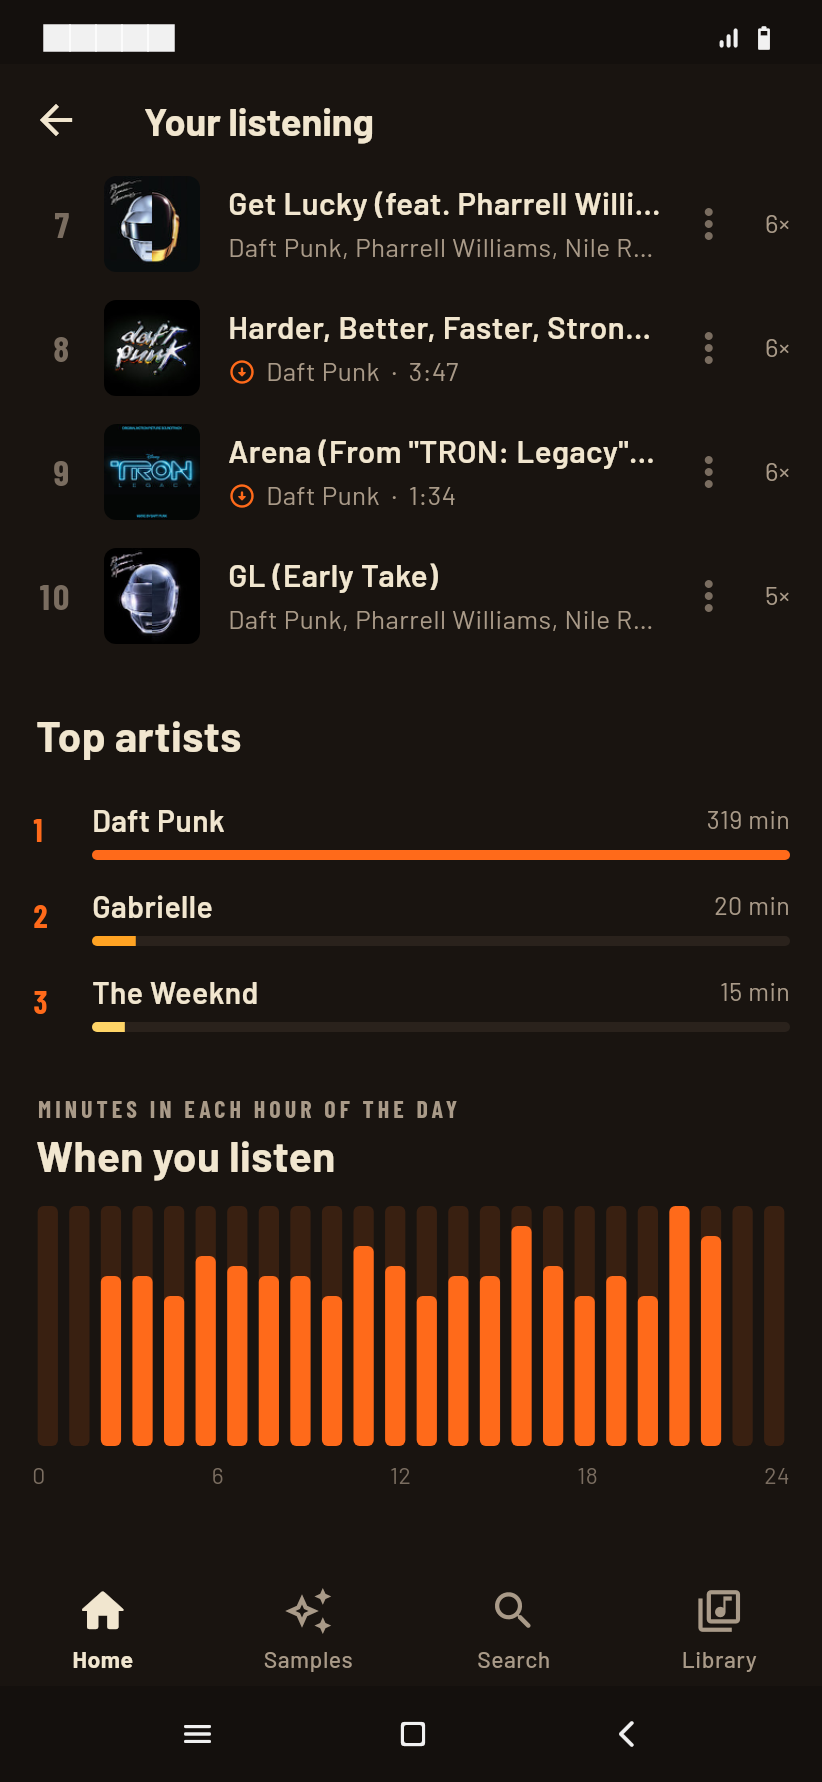 Your listening
7
Get Lucky (feat. Pharrell Willi...
6×
Daft Punk, Pharrell Williams, Nile R...
8
Harder, Better, Faster, Stron...
6×
daft punk
Daft Punk · 3:47
9
Arena (From "TRON: Legacy"...
6×
TRON
LEGACY
Daft Punk · 1:34
10
GL (Early Take)
5×
Daft Punk, Pharrell Williams, Nile R...
Top artists
1
Daft Punk
319 min
2
Gabrielle
20 min
3
The Weeknd
15 min
MINUTES IN EACH HOUR OF THE DAY
When you listen
0 6 12 18 24
Home Samples Search Library